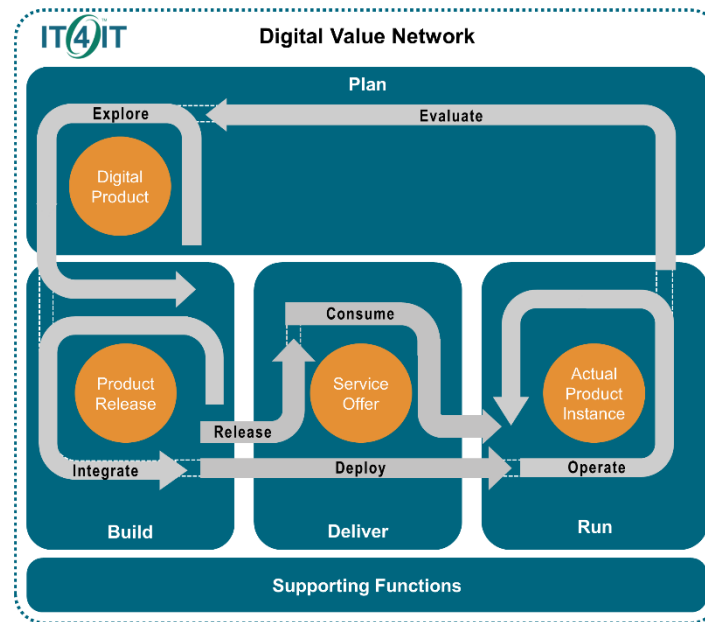 IT4IT™
Digital Value Network
Plan
Explore
Evaluate
Digital
Product
Consume
Product
Release
Service
Offer
Actual
Product
Instance
Release
Integrate
Deploy
Operate
Build
Deliver
Run
Supporting Functions